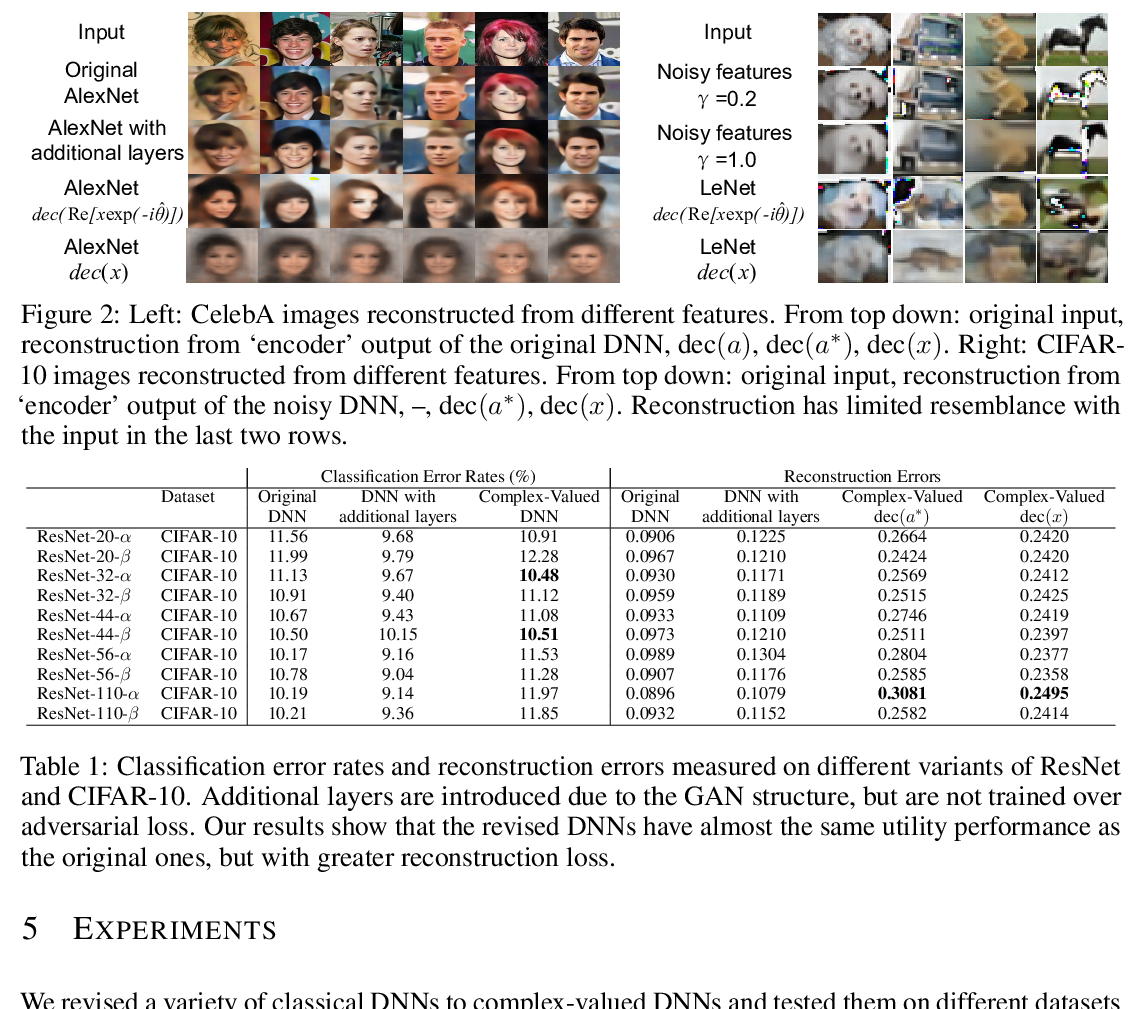 Input
Original
AlexNet
AlexNet with
additional layers
AlexNet
dec(Re[xexp(-iθ̂)])
AlexNet
dec(x)
Input
Noisy features
γ =0.2
Noisy features
γ =1.0
LeNet
dec(Re[xexp(-iθ̂)])
LeNet
dec(x)
Figure 2: Left: CelebA images reconstructed from different features. From top down: original input,
reconstruction from ‘encoder’ output of the original DNN, dec(a), dec(a*), dec(x). Right: CIFAR-
10 images reconstructed from different features. From top down: original input, reconstruction from
‘encoder’ output of the noisy DNN, –, dec(a*), dec(x). Reconstruction has limited resemblance with
the input in the last two rows.
Classification Error Rates (%) Reconstruction Errors
Dataset Original DNN with Complex-Valued Original DNN with Complex-Valued Complex-Valued
DNN additional layers DNN DNN additional layers dec(a*) dec(x)
ResNet-20-α CIFAR-10 11.56 9.68 10.91 0.0906 0.1225 0.2664 0.2420
ResNet-20-β CIFAR-10 11.99 9.79 12.28 0.0967 0.1210 0.2424 0.2420
ResNet-32-α CIFAR-10 11.13 9.67 10.48 0.0930 0.1171 0.2569 0.2412
ResNet-32-β CIFAR-10 10.91 9.40 11.12 0.0959 0.1189 0.2515 0.2425
ResNet-44-α CIFAR-10 10.67 9.43 11.08 0.0933 0.1109 0.2746 0.2419
ResNet-44-β CIFAR-10 10.50 10.15 10.51 0.0973 0.1210 0.2511 0.2397
ResNet-56-α CIFAR-10 10.17 9.16 11.53 0.0989 0.1304 0.2804 0.2377
ResNet-56-β CIFAR-10 10.78 9.04 11.28 0.0907 0.1176 0.2585 0.2358
ResNet-110-α CIFAR-10 10.19 9.14 11.97 0.0896 0.1079 0.3081 0.2495
ResNet-110-β CIFAR-10 10.21 9.36 11.85 0.0932 0.1152 0.2582 0.2414
Table 1: Classification error rates and reconstruction errors measured on different variants of ResNet
and CIFAR-10. Additional layers are introduced due to the GAN structure, but are not trained over
adversarial loss. Our results show that the revised DNNs have almost the same utility performance as
the original ones, but with greater reconstruction loss.
5 EXPERIMENTS
We revised a variety of classical DNNs to complex-valued DNNs and tested them on different datasets